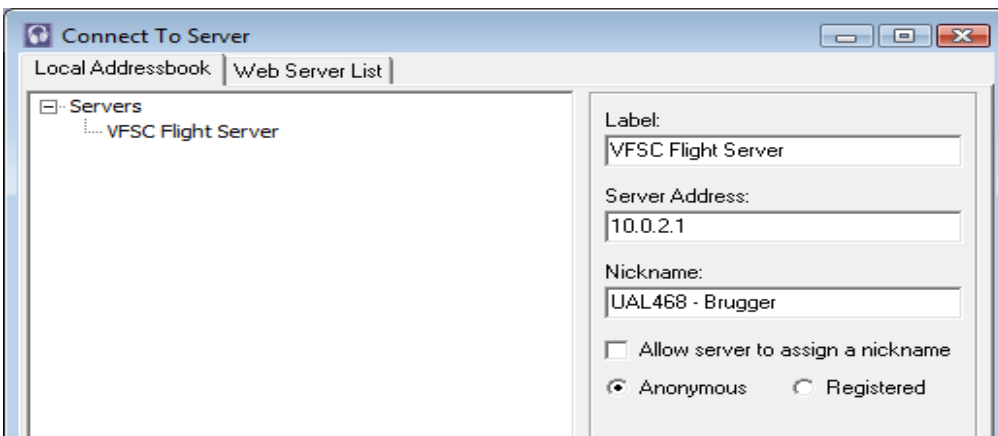 Connect To Server
Local Addressbook Web Server List
Servers
VFSC Flight Server
Label:
VFSC Flight Server
Server Address:
10.0.2.1
Nickname:
UAL468 - Brugger
Allow server to assign a nickname
Anonymous Registered